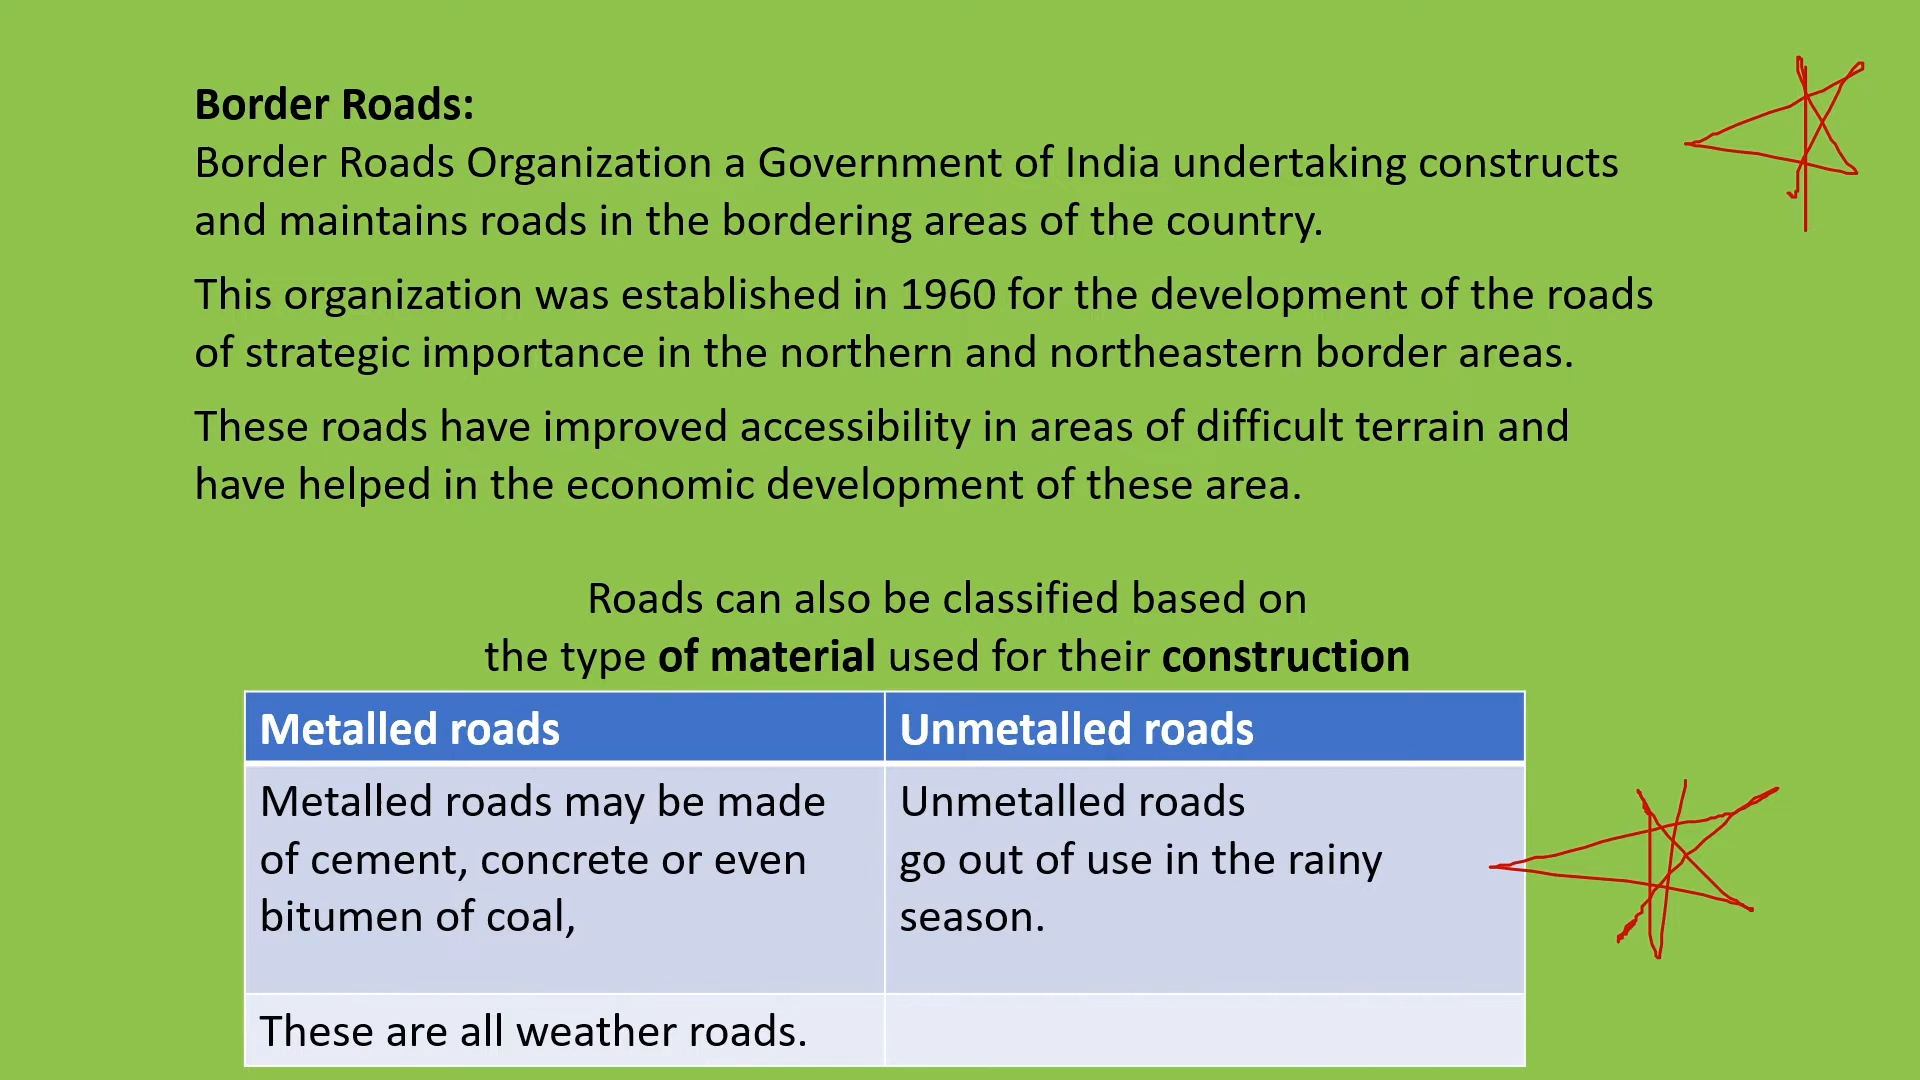 Border Roads:
Border Roads Organization a Government of India undertaking constructs
and maintains roads in the bordering areas of the country.
This organization was established in 1960 for the development of the roads
of strategic importance in the northern and northeastern border areas.
These roads have improved accessibility in areas of difficult terrain and
have helped in the economic development of these area.
Roads can also be classified based on
the type of material used for their construction
Metalled roads
Unmetalled roads
Metalled roads may be made
of cement, concrete or even
bitumen of coal,
Unmetalled roads
go out of use in the rainy
season.
These are all weather roads.